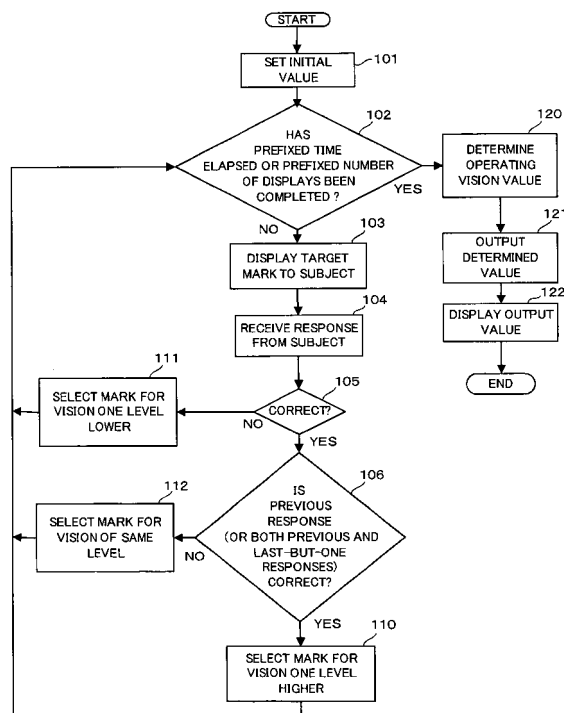 START
101
SET INITIAL
VALUE
102
HAS
PREFIXED TIME
ELAPSED OR PREFIXED NUMBER
OF DISPLAYS BEEN
COMPLETED ?
YES
NO
120
DETERMINE
OPERATING
VISION VALUE
121
OUTPUT
DETERMINED
VALUE
122
DISPLAY OUTPUT
VALUE
END
103
DISPLAY TARGET
MARK TO SUBJECT
104
RECEIVE RESPONSE
FROM SUBJECT
105
CORRECT?
NO
YES
111
SELECT MARK FOR
VISION ONE LEVEL
LOWER
106
IS
PREVIOUS
RESPONSE
(OR BOTH PREVIOUS AND
LAST-BUT-ONE
RESPONSES)
CORRECT?
NO
YES
112
SELECT MARK FOR
VISION OF SAME
LEVEL
110
SELECT MARK FOR
VISION ONE LEVEL
HIGHER